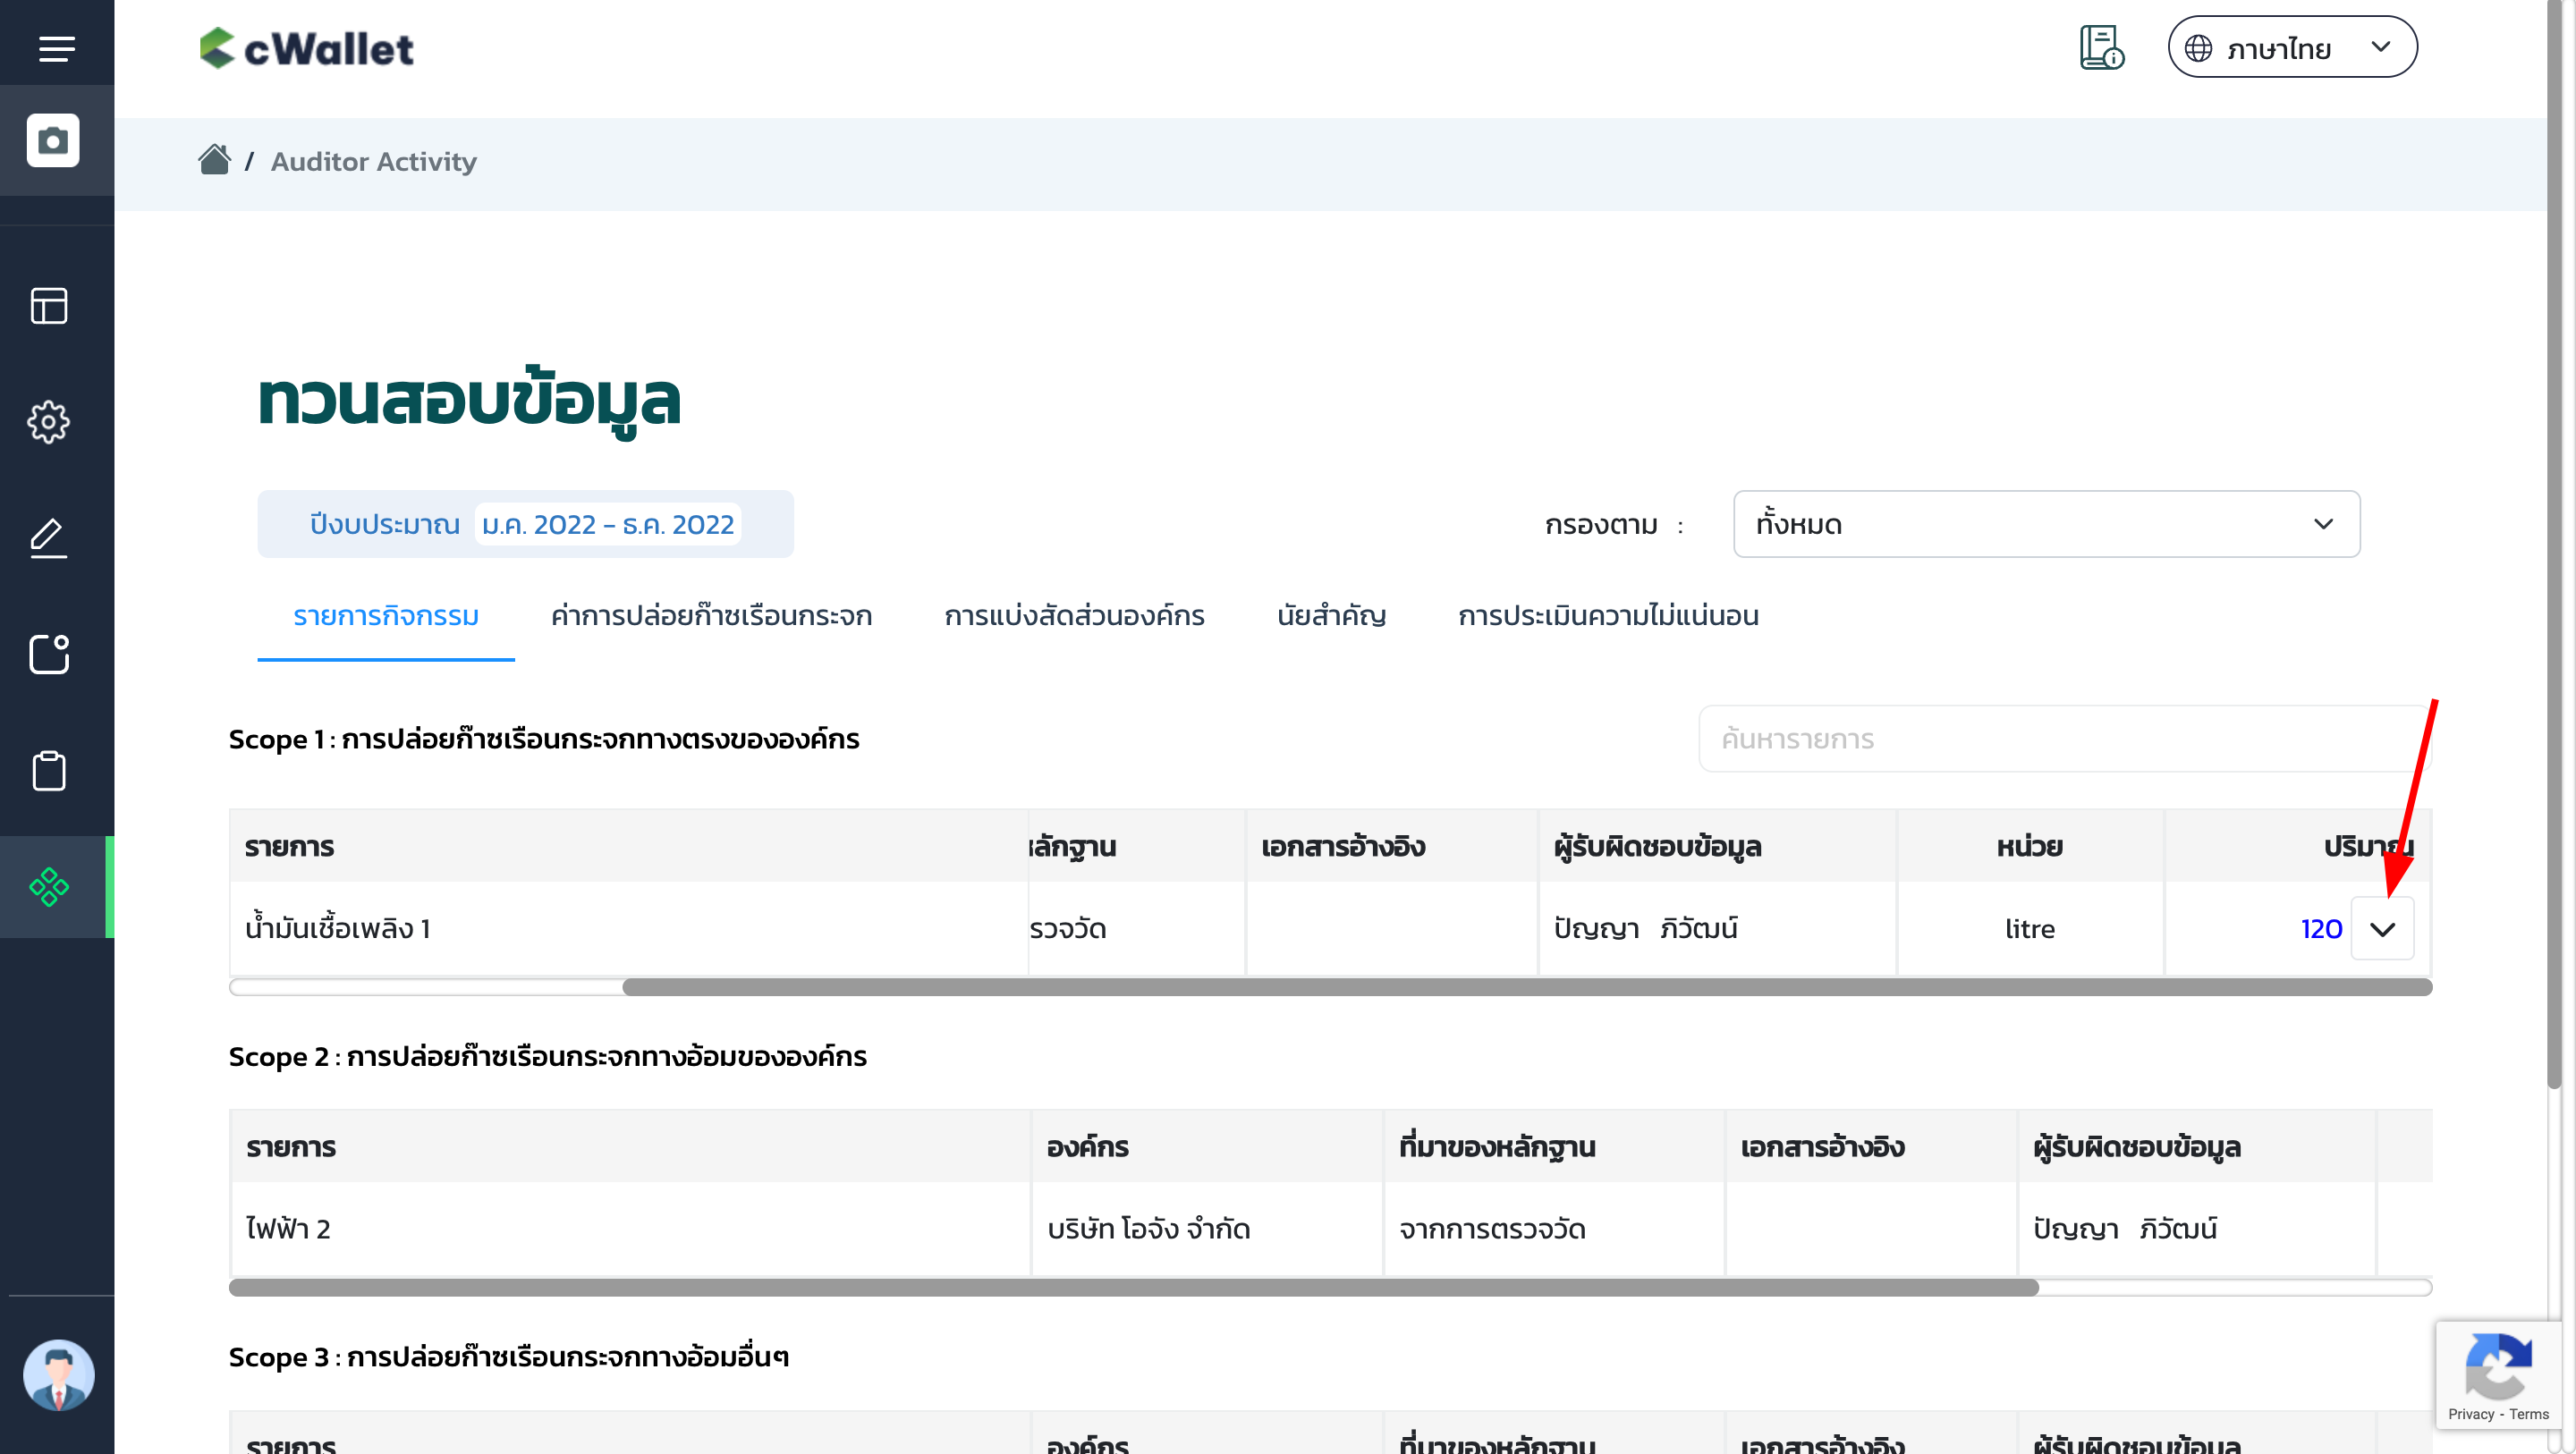 cWallet
ภาษาไทย
/ Auditor Activity
ทวนสอบข้อมูล
ปีงบประมาณ ม.ค. 2022 - ธ.ค. 2022
กรองตาม : ทั้งหมด
รายการกิจกรรม ค่าการปล่อยก๊าซเรือนกระจก การแบ่งสัดส่วนองค์กร นัยสำคัญ การประเมินความไม่แน่นอน
Scope 1 : การปล่อยก๊าซเรือนกระจกทางตรงขององค์กร
ค้นหารายการ
รายการ หลักฐาน เอกสารอ้างอิง ผู้รับผิดชอบข้อมูล หน่วย ปริมาณ
น้ำมันเชื้อเพลิง 1 รวจวัด ปัญญา ภิวัฒน์ litre 120
Scope 2 : การปล่อยก๊าซเรือนกระจกทางอ้อมขององค์กร
รายการ องค์กร ที่มาของหลักฐาน เอกสารอ้างอิง ผู้รับผิดชอบข้อมูล
ไฟฟ้า 2 บริษัท โอจัง จำกัด จากการตรวจวัด ปัญญา ภิวัฒน์
Scope 3 : การปล่อยก๊าซเรือนกระจกทางอ้อมอื่นๆ
รายการ องค์กร ที่มาของหลักฐาน เอกสารอ้างอิง ผู้รับผิดชอบข้อมูล
Privacy - Terms